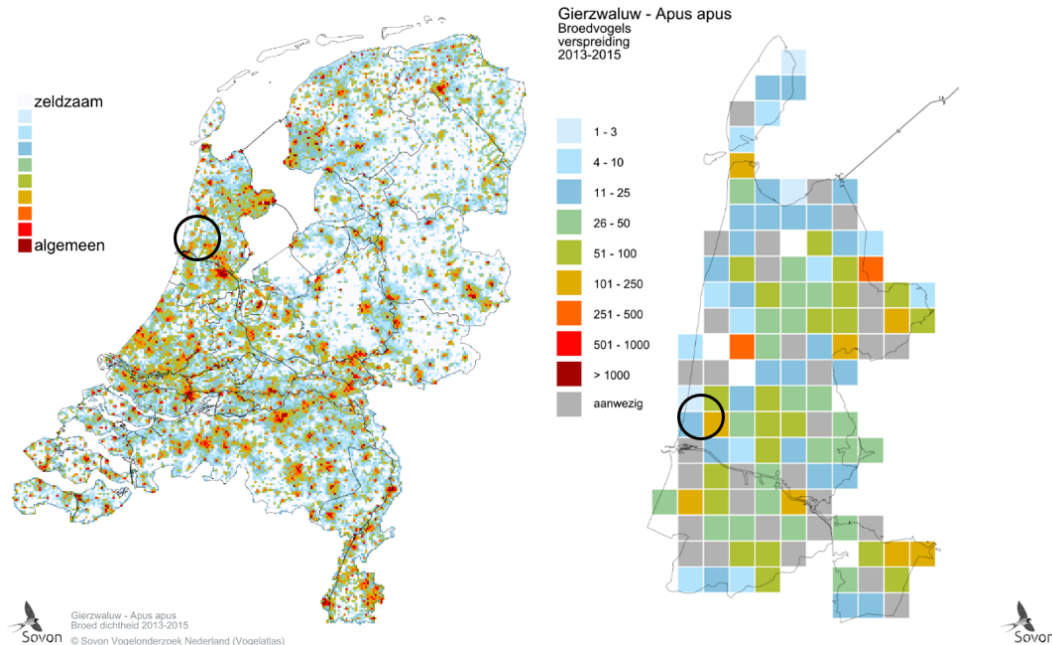 zeldzaam
algemeen
Sovon
Gierzwaluw - Apus apus
Broed dichtheid 2013-2015
© Sovon Vogelonderzoek Nederland (Vogelatlas)
Gierzwaluw - Apus apus
Broedvogels
verspreiding
2013-2015
1 - 3
4 - 10
11 - 25
26 - 50
51 - 100
101 - 250
251 - 500
501 - 1000
> 1000
aanwezig
Sovon